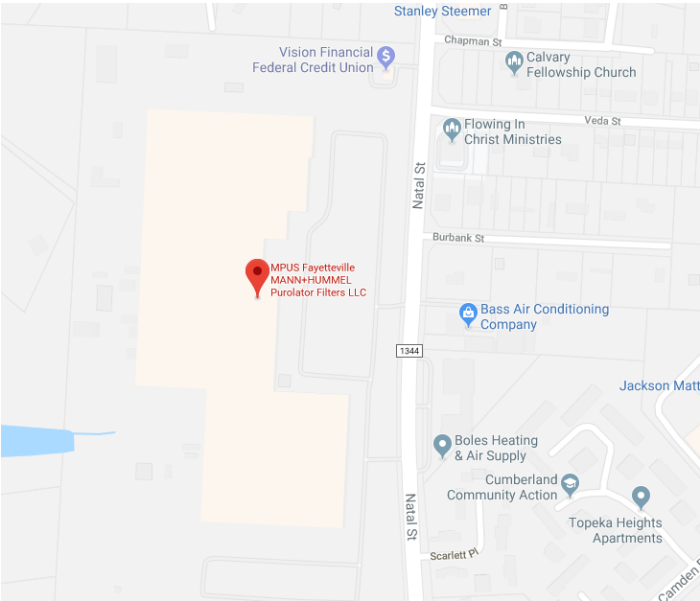 Stanley Steemer
Chapman St
B
Vision Financial
Federal Credit Union
Calvary
Fellowship Church
Veda St
Flowing In
Christ Ministries
Natal St
Burbank St
MPUS Fayetteville
MANN+HUMMEL
Purolator Filters LLC
Bass Air Conditioning
Company
1344
Jackson Matt
Boles Heating
& Air Supply
Cumberland
Community Action
Natal St
Topeka Heights
Apartments
Scarlett Pl
Camden